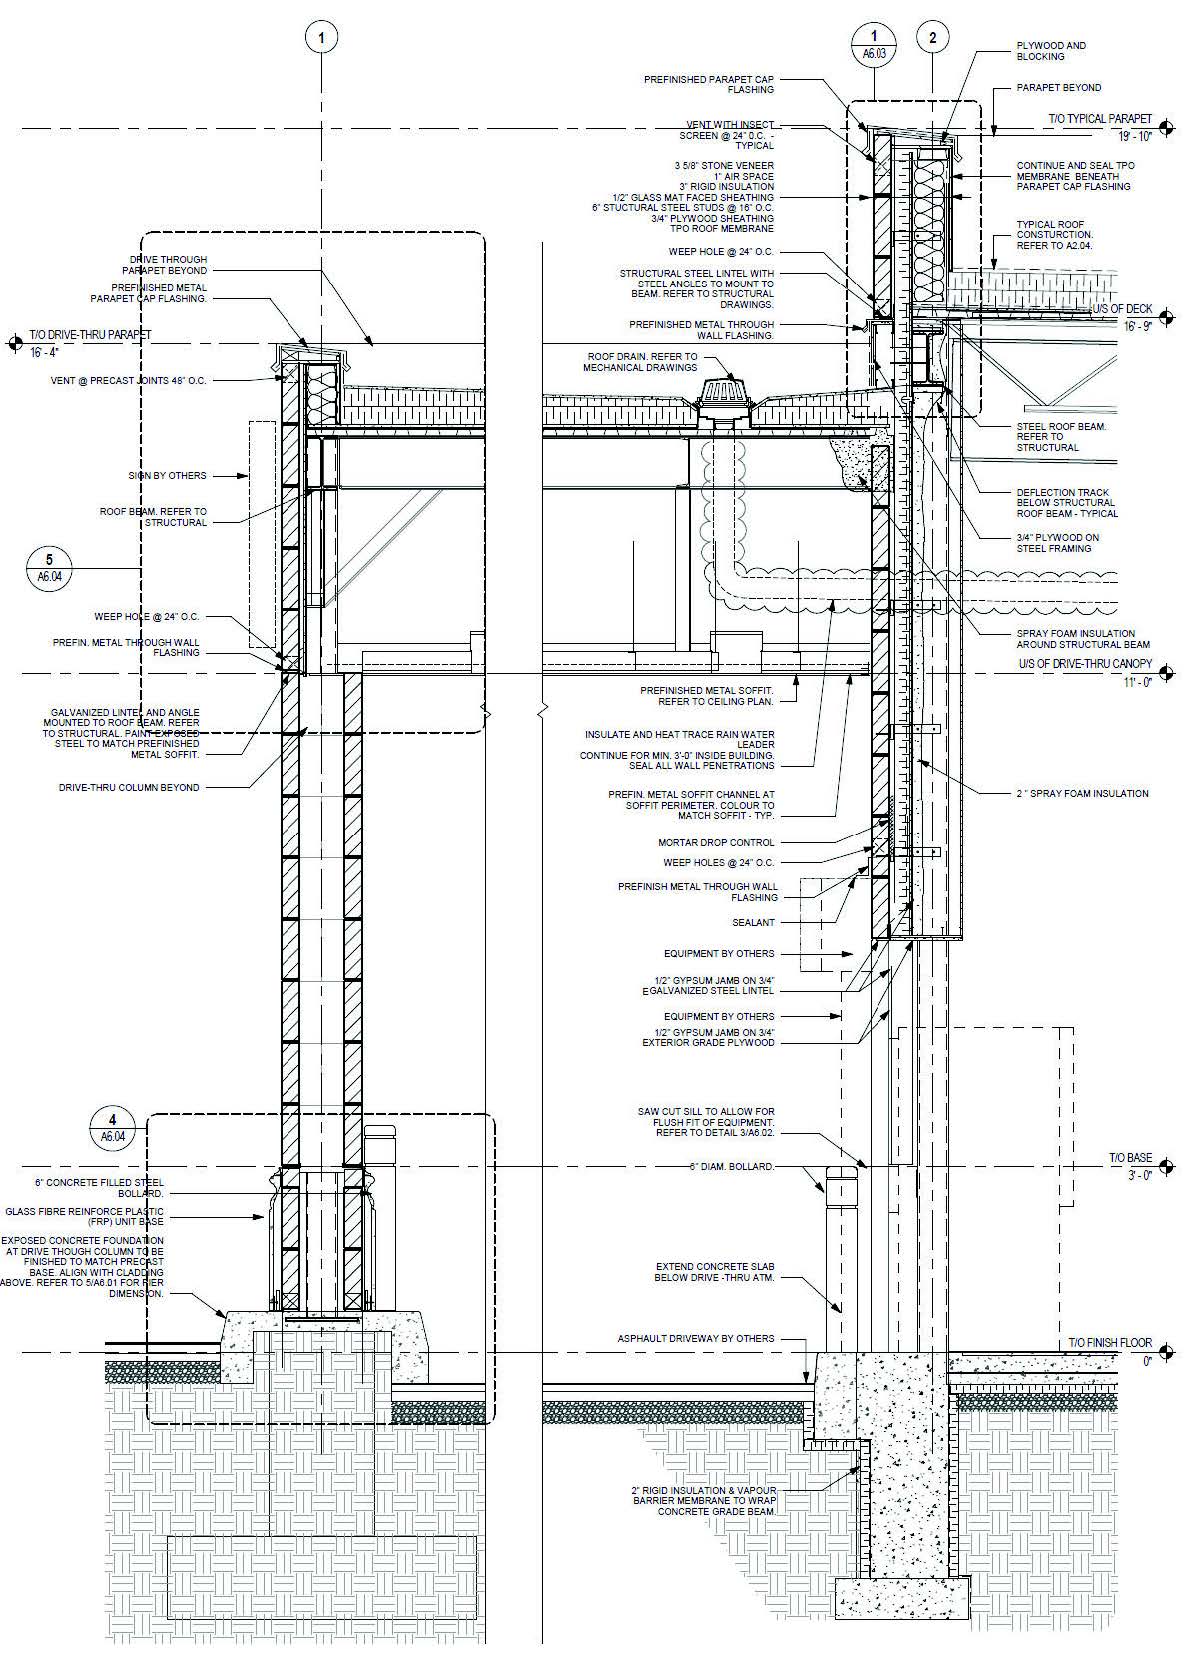 1
1
A6.03
2
PLYWOOD AND
BLOCKING
PREFINISHED PARAPET CAP
FLASHING
PARAPET BEYOND
T/O TYPICAL PARAPET
19' - 10"
VENT WITH INSECT
SCREEN @ 24" 0.C. -
TYPICAL
3 5/8" STONE VENEER
1" AIR SPACE
3" RIGID INSULATION
1/2" GLASS MAT FACED SHEATHING
6" STUCTURAL STEEL STUDS @ 16" O.C.
3/4" PLYWOOD SHEATHING
TPO ROOF MEMBRANE
CONTINUE AND SEAL TPO
MEMBRANE BENEATH
PARAPET CAP FLASHING
TYPICAL ROOF
CONSTURCTION.
REFER TO A2.04.
WEEP HOLE @ 24" O.C.
STRUCTURAL STEEL LINTEL WITH
STEEL ANGLES TO MOUNT TO
BEAM. REFER TO STRUCTURAL
DRAWINGS.
U/S OF DECK
16' - 9"
PREFINISHED METAL THROUGH
WALL FLASHING.
DRIVE THROUGH
PARAPET BEYOND
PREFINISHED METAL
PARAPET CAP FLASHING.
T/O DRIVE-THRU PARAPET
16' - 4"
ROOF DRAIN. REFER TO
MECHANICAL DRAWINGS
VENT @ PRECAST JOINTS 48" O.C.
STEEL ROOF BEAM.
REFER TO
STRUCTURAL
SIGN BY OTHERS
DEFLECTION TRACK
BELOW STRUCTURAL
ROOF BEAM - TYPICAL
ROOF BEAM. REFER TO
STRUCTURAL
3/4" PLYWOOD ON
STEEL FRAMING
5
A6.04
WEEP HOLE @ 24" O.C.
PREFIN. METAL THROUGH WALL
FLASHING
SPRAY FOAM INSULATION
AROUND STRUCTURAL BEAM
U/S OF DRIVE-THRU CANOPY
11' - 0"
PREFINISHED METAL SOFFIT.
REFER TO CEILING PLAN.
GALVANIZED LINTEL AND ANGLE
MOUNTED TO ROOF BEAM. REFER
TO STRUCTURAL. PAINT EXPOSED
STEEL TO MATCH PREFINISHED
METAL SOFFIT.
INSULATE AND HEAT TRACE RAIN WATER
LEADER
CONTINUE FOR MIN. 3'-0" INSIDE BUILDING.
SEAL ALL WALL PENETRATIONS
DRIVE-THRU COLUMN BEYOND
PREFIN. METAL SOFFIT CHANNEL AT
SOFFIT PERIMETER. COLOUR TO
MATCH SOFFIT - TYP.
2 " SPRAY FOAM INSULATION
MORTAR DROP CONTROL
WEEP HOLES @ 24" O.C.
PREFINISH METAL THROUGH WALL
FLASHING
SEALANT
EQUIPMENT BY OTHERS
1/2" GYPSUM JAMB ON 3/4"
EGALVANIZED STEEL LINTEL
EQUIPMENT BY OTHERS
1/2" GYPSUM JAMB ON 3/4"
EXTERIOR GRADE PLYWOOD
4
A6.04
SAW CUT SILL TO ALLOW FOR
FLUSH FIT OF EQUIPMENT.
REFER TO DETAIL 3/A6.02.
6" DIAM. BOLLARD.
T/O BASE
3' - 0"
6" CONCRETE FILLED STEEL
BOLLARD.
GLASS FIBRE REINFORCE PLASTIC
(FRP) UNIT BASE
EXPOSED CONCRETE FOUNDATION
AT DRIVE THOUGH COLUMN TO BE
FINISHED TO MATCH PRECAST
BASE. ALIGN WITH CLADDING
ABOVE. REFER TO 5/A6.01 FOR PIER
DIMENSION.
EXTEND CONCRETE SLAB
BELOW DRIVE -THRU ATM.
ASPHAULT DRIVEWAY BY OTHERS
T/O FINISH FLOOR
0"
2" RIGID INSULATION & VAPOUR
BARRIER MEMBRANE TO WRAP
CONCRETE GRADE BEAM.